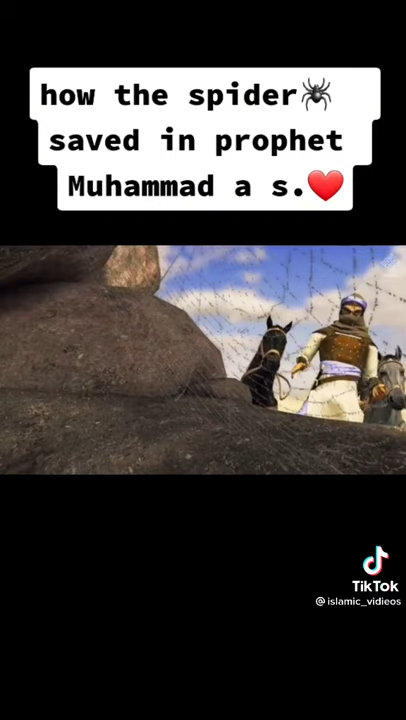 how the spider🕷️
saved in prophet
Muhammad a s.❤️
TikTok
@islamic_vidieos